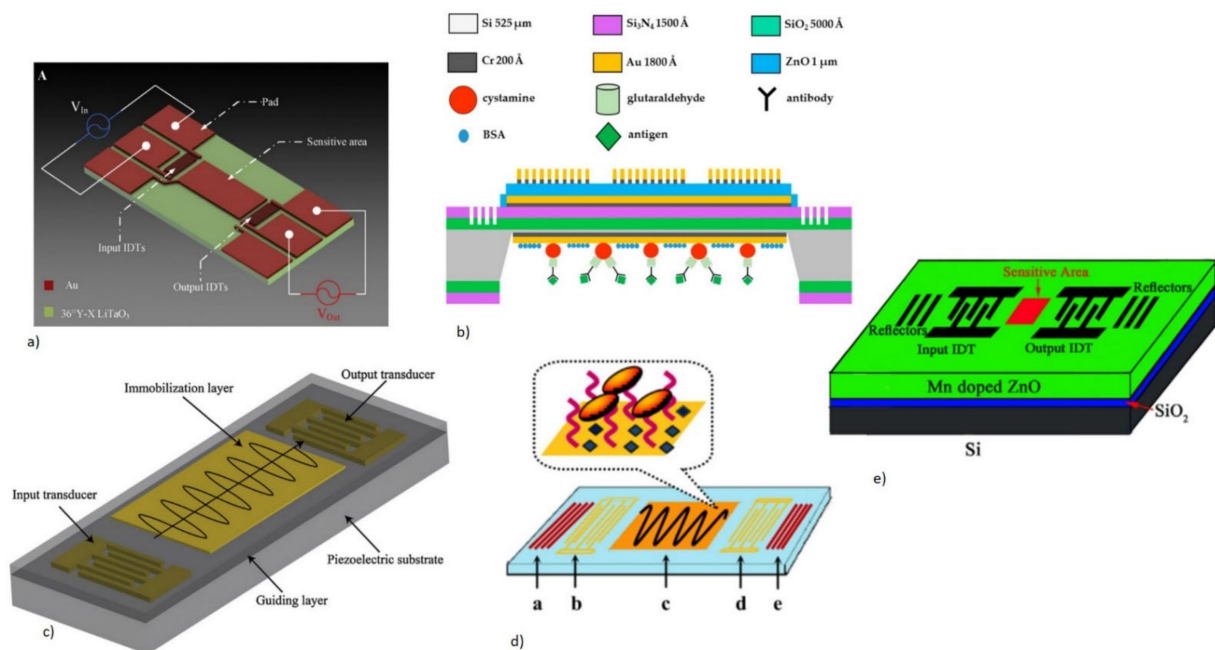 A
V_In
Pad
Sensitive area
Input IDTs
Output IDTs
Au
36°Y-X LiTaO₃
V_Out
a)
Si 525 µm
Si₃N₄ 1500 Å
SiO₂ 5000 Å
Cr 200 Å
Au 1800 Å
ZnO 1 µm
cystamine
glutaraldehyde
antibody
BSA
antigen
b)
Immobilization layer
Output transducer
Input transducer
Piezoelectric substrate
Guiding layer
c)
a b c d e
d)
Sensitive Area
Reflectors
Reflectors
Input IDT
Output IDT
Mn doped ZnO
SiO₂
Si
e)